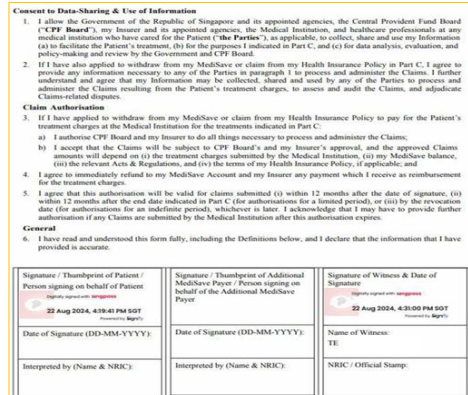 Consent to Data-Sharing & Use of Information
1. I allow the Government of the Republic of Singapore and its appointed agencies, the Central Provident Fund Board
("CPF Board"), my Insurer and its appointed agencies, the Medical Institution, and healthcare professionals at any
medical institution who have cared for the Patient ("the Parties"), as applicable, to collect, share and use my Information
(a) to facilitate the Patient's treatment, (b) for the purposes I indicated in Part C, and (c) for data analysis, evaluation, and
policy-making and review by the Government and CPF Board.
2. If I have also applied to withdraw from my MediSave or claim from my Health Insurance Policy in Part C, I agree to
provide any information necessary to any of the Parties in paragraph 1 to process and administer the Claims. I further
understand and agree that my Information may be collected, shared and used by any of the Parties to process and
administer the Claims resulting from the Patient's treatment charges, to assess and audit the Claims, and adjudicate
Claims-related disputes.
Claim Authorisation
3. If I have applied to withdraw from my MediSave or claim from my Health Insurance Policy to pay for the Patient's
treatment charges at the Medical Institution for the treatments indicated in Part C:
a) I authorise CPF Board and my Insurer to do all things necessary to process and administer the Claims;
b) I accept that the Claims will be subject to CPF Board's and my Insurer's approval, and the approved Claims
amounts will depend on (i) the treatment charges submitted by the Medical Institution, (ii) my MediSave balance,
(iii) the relevant Acts & Regulations, and (iv) the terms of my Health Insurance Policy, if applicable; and
4. I agree to immediately refund to my MediSave Account and my Insurer any payment which I receive as reimbursement
for the treatment charges.
5. I agree that this authorisation will be valid for claims submitted (i) within 12 months after the date of signature, (ii)
within 12 months after the end date indicated in Part C (for authorisations for a limited period), or (iii) by the revocation
date (for authorisations for an indefinite period), whichever is later. I acknowledge that I may have to provide further
authorisation if any Claims are submitted by the Medical Institution after this authorisation expires.
General
6. I have read and understood this form fully, including the Definitions below, and I declare that the information that I have
provided is accurate.
Signature / Thumbprint of Patient /
Person signing on behalf of Patient
Digitally signed with singpass
22 Aug 2024, 4:19:41 PM SGT
Powered by Sign
Date of Signature (DD-MM-YYYY):
Interpreted by (Name & NRIC):
Signature / Thumbprint of Additional
MediSave Payer / Person signing on
behalf of the Additional MediSave
Payer
Date of Signature (DD-MM-YYYY):
Interpreted by (Name & NRIC):
Signature of Witness & Date of
Signature
Digitally signed with singpass
22 Aug 2024, 4:21:00 PM SGT
Powered by Sign
Name of Witness:
TE
NRIC / Official Stamp: